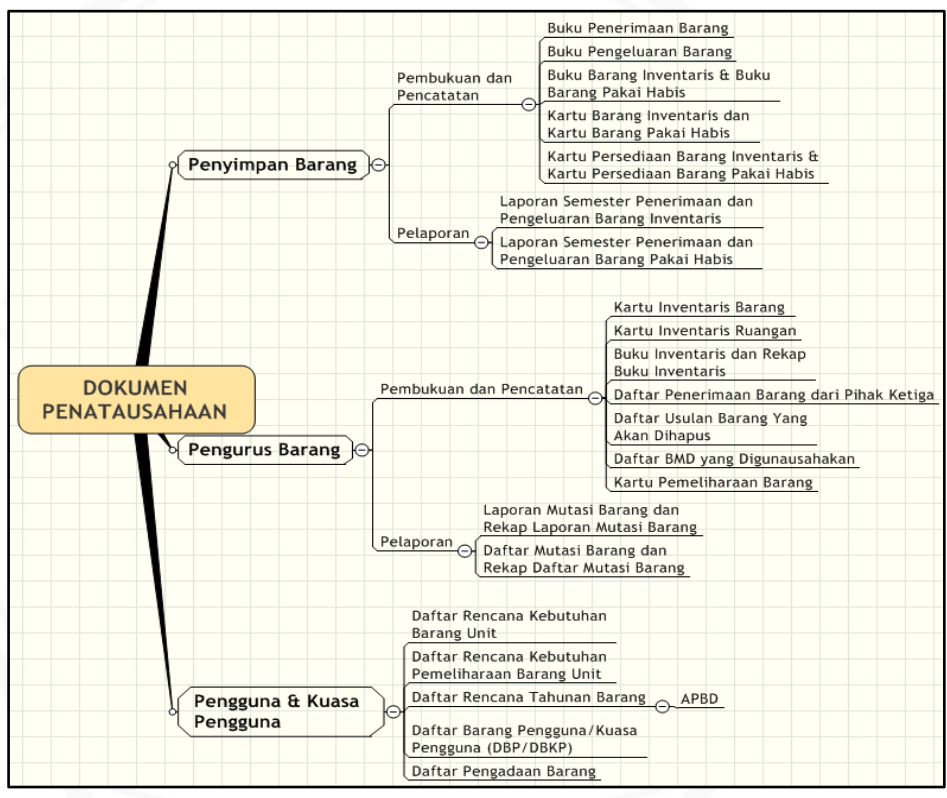 DOKUMEN
PENATAUSAHAAN
Penyimpan Barang
Pembukuan dan
Pencatatan
Buku Penerimaan Barang
Buku Pengeluaran Barang
Buku Barang Inventaris & Buku
Barang Pakai Habis
Kartu Barang Inventaris dan
Kartu Barang Pakai Habis
Kartu Persediaan Barang Inventaris &
Kartu Persediaan Barang Pakai Habis
Pelaporan
Laporan Semester Penerimaan dan
Pengeluaran Barang Inventaris
Laporan Semester Penerimaan dan
Pengeluaran Barang Pakai Habis
Pengurus Barang
Pembukuan dan Pencatatan
Kartu Inventaris Barang
Kartu Inventaris Ruangan
Buku Inventaris dan Rekap
Buku Inventaris
Daftar Penerimaan Barang dari Pihak Ketiga
Daftar Usulan Barang Yang
Akan Dihapus
Daftar BMD yang Digunausahakan
Kartu Pemeliharaan Barang
Pelaporan
Laporan Mutasi Barang dan
Rekap Laporan Mutasi Barang
Daftar Mutasi Barang dan
Rekap Daftar Mutasi Barang
Pengguna & Kuasa
Pengguna
Daftar Rencana Kebutuhan
Barang Unit
Daftar Rencana Kebutuhan
Pemeliharaan Barang Unit
Daftar Rencana Tahunan Barang
APBD
Daftar Barang Pengguna/Kuasa
Pengguna (DBP/DBKP)
Daftar Pengadaan Barang